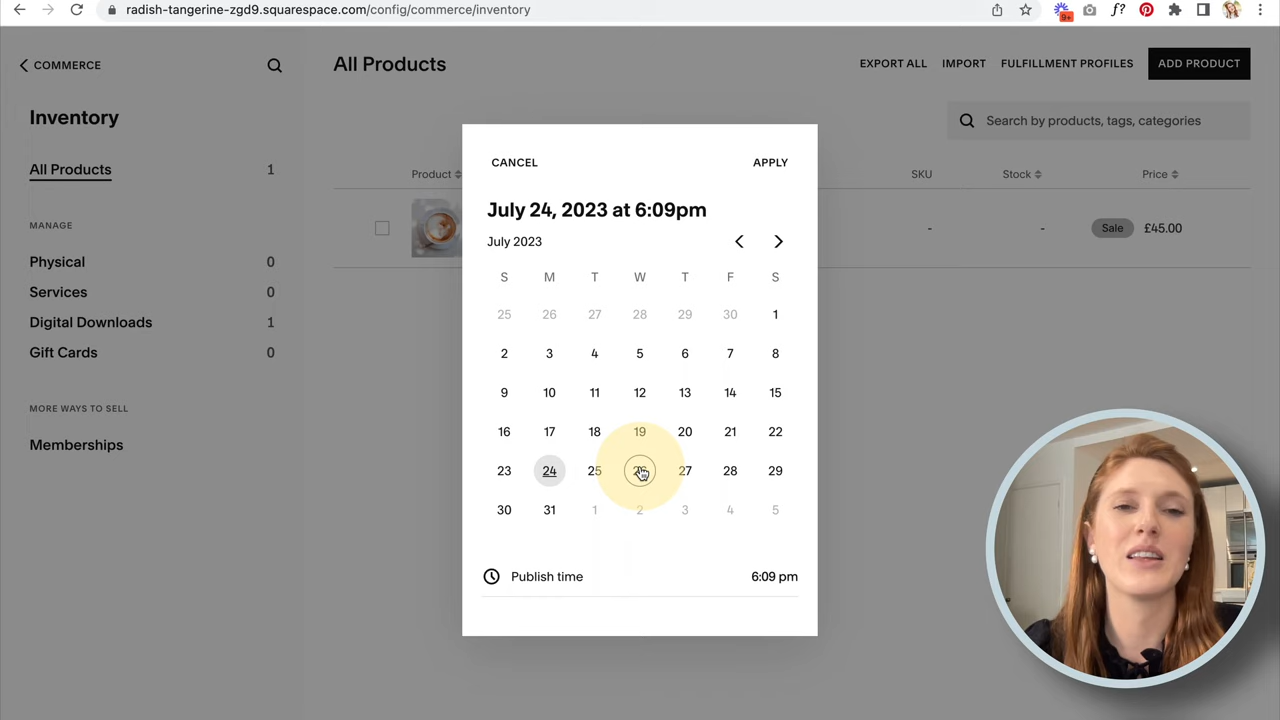 radish-tangerine-zgd9.squarespace.com/config/commerce/inventory
9+
f?
COMMERCE
All Products
EXPORT ALL
IMPORT
FULFILLMENT PROFILES
ADD PRODUCT
Inventory
Search by products, tags, categories
All Products 1
Product
SKU
Stock
Price
MANAGE
Sale
£45.00
-
-
Physical 0
Services 0
Digital Downloads 1
Gift Cards 0
MORE WAYS TO SELL
Memberships
CANCEL
APPLY
July 24, 2023 at 6:09pm
July 2023
S M T W T F S
25 26 27 28 29 30 1
2 3 4 5 6 7 8
9 10 11 12 13 14 15
16 17 18 19 20 21 22
23 24 25 26 27 28 29
30 31 1 2 3 4 5
Publish time 6:09 pm